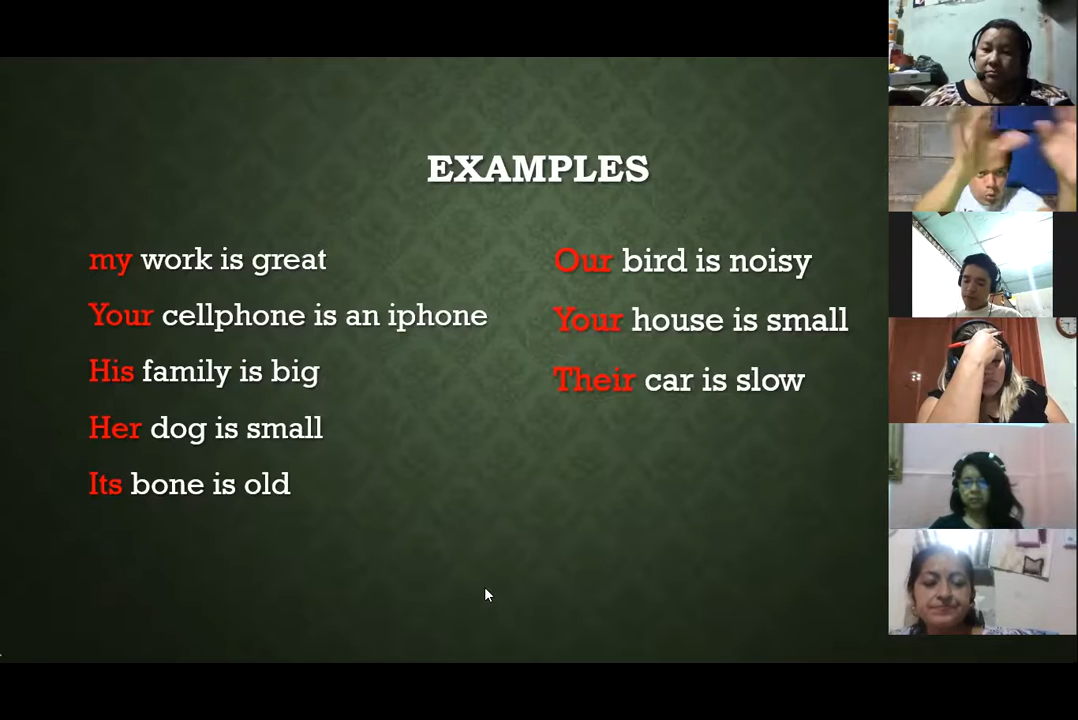 EXAMPLES
my work is great
Your cellphone is an iphone
His family is big
Her dog is small
Its bone is old
Our bird is noisy
Your house is small
Their car is slow